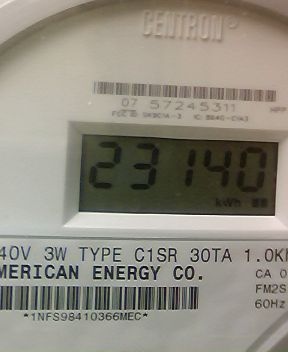 CENTRON®
07 57245311
23140
kWh
40V 3W TYPE C1SR 30TA 1.0K
MERICAN ENERGY CO.
CA 0
FM2S
60Hz
*1NFS98410366MEC*